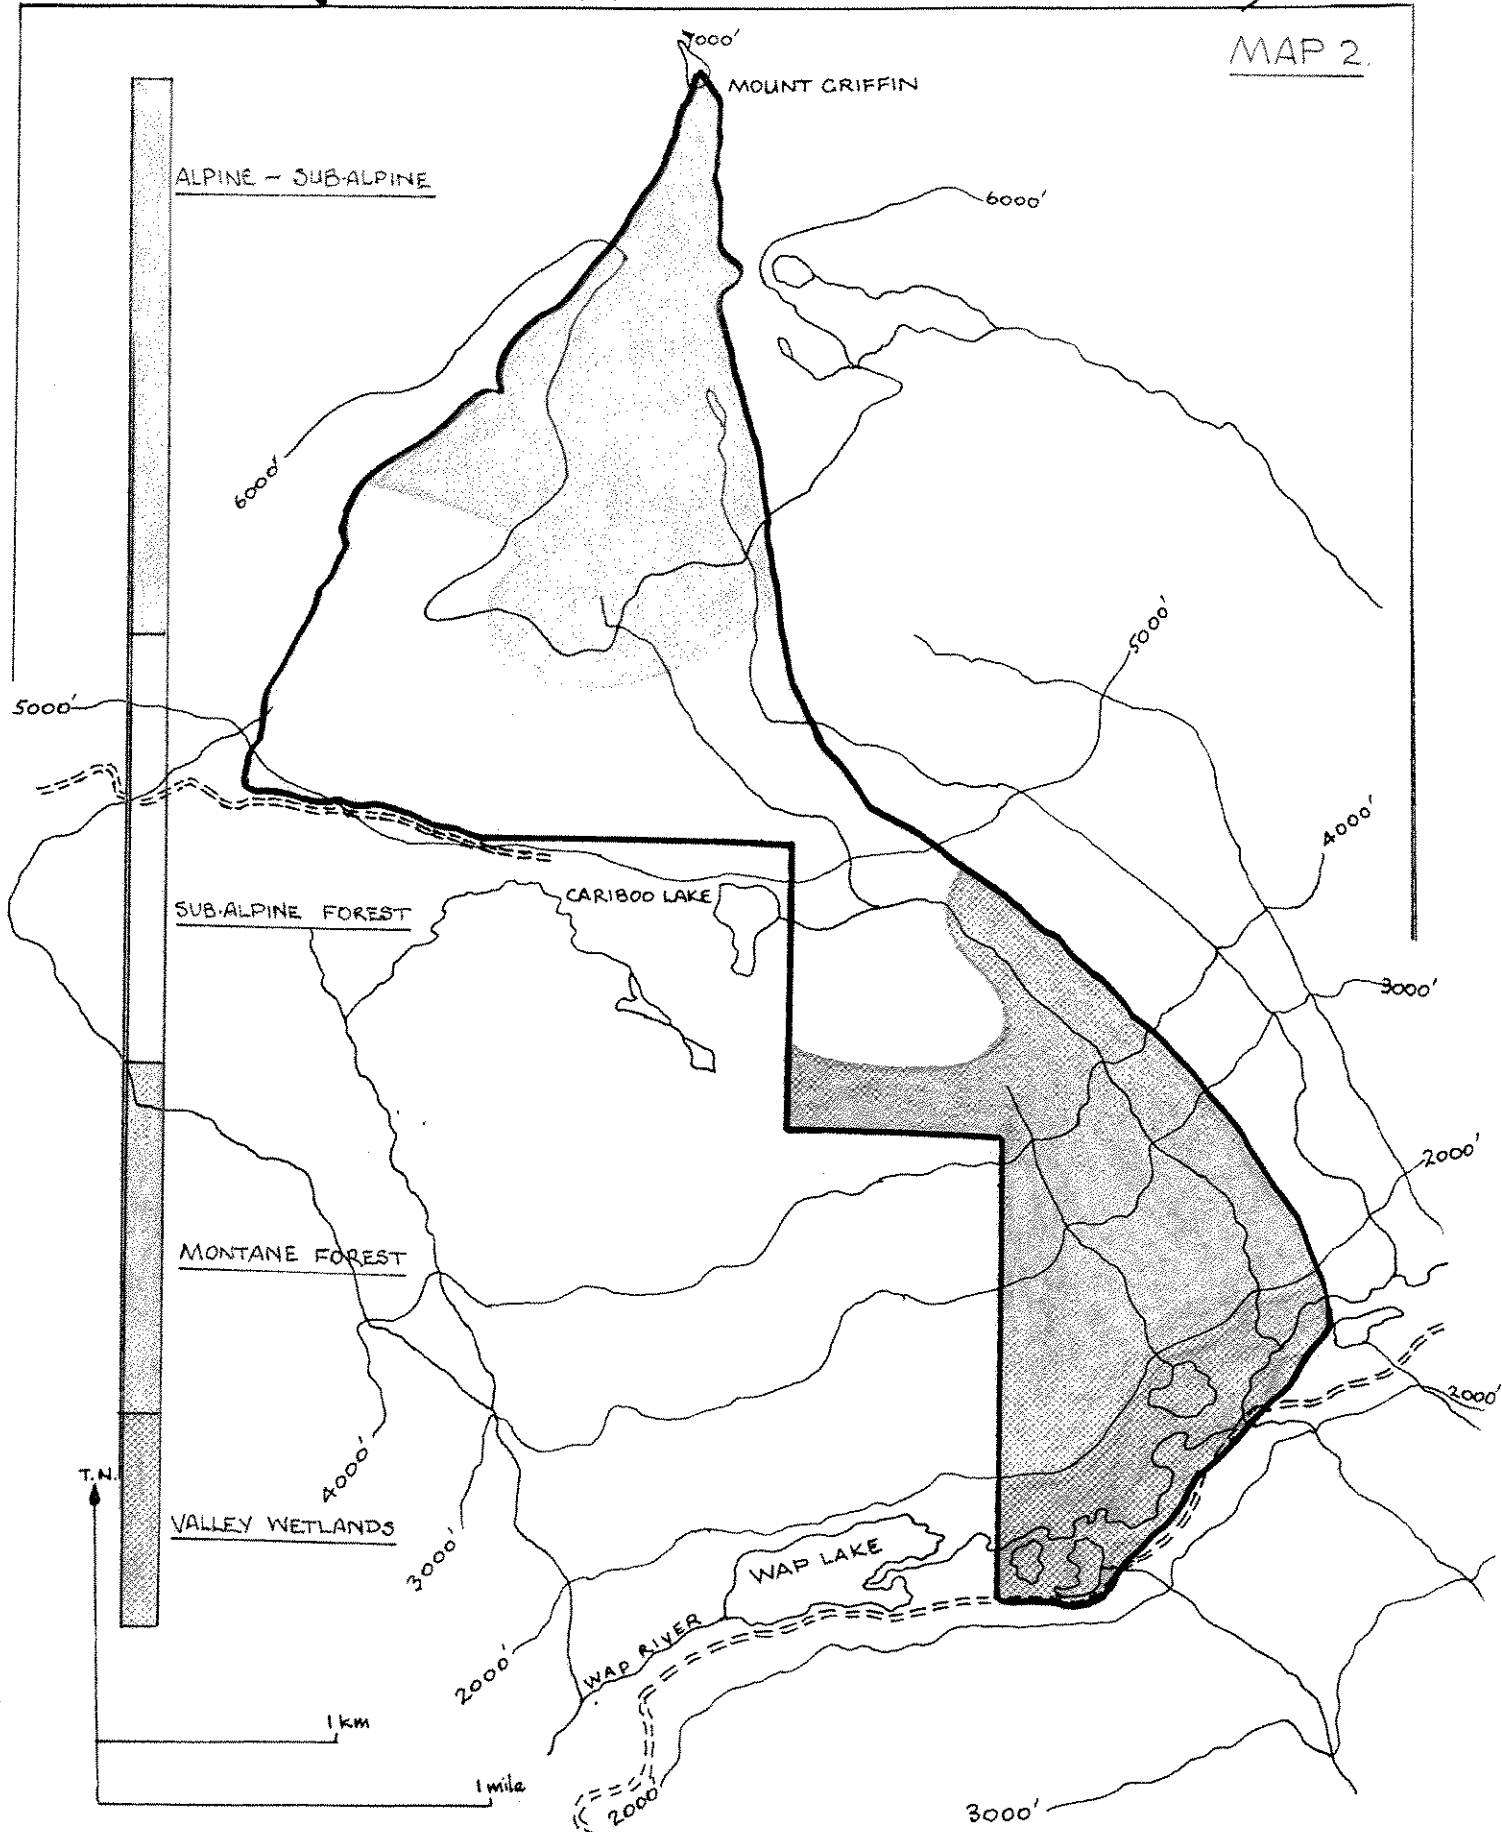 7000'
MAP 2.
MOUNT GRIFFIN
ALPINE - SUB-ALPINE
6000'
6000'
5000'
5000'
4000'
CARIBOO LAKE
SUB-ALPINE FOREST
3000'
2000'
MONTANE FOREST
2000'
T.N.
4000'
VALLEY WETLANDS
3000'
WAP LAKE
WAP RIVER
2000'
1 km
1 mile
2000'
3000'